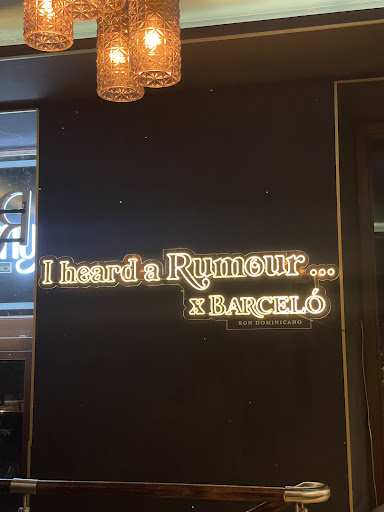 I heard a Rumour...
x BARCELÓ
RON DOMINICANO